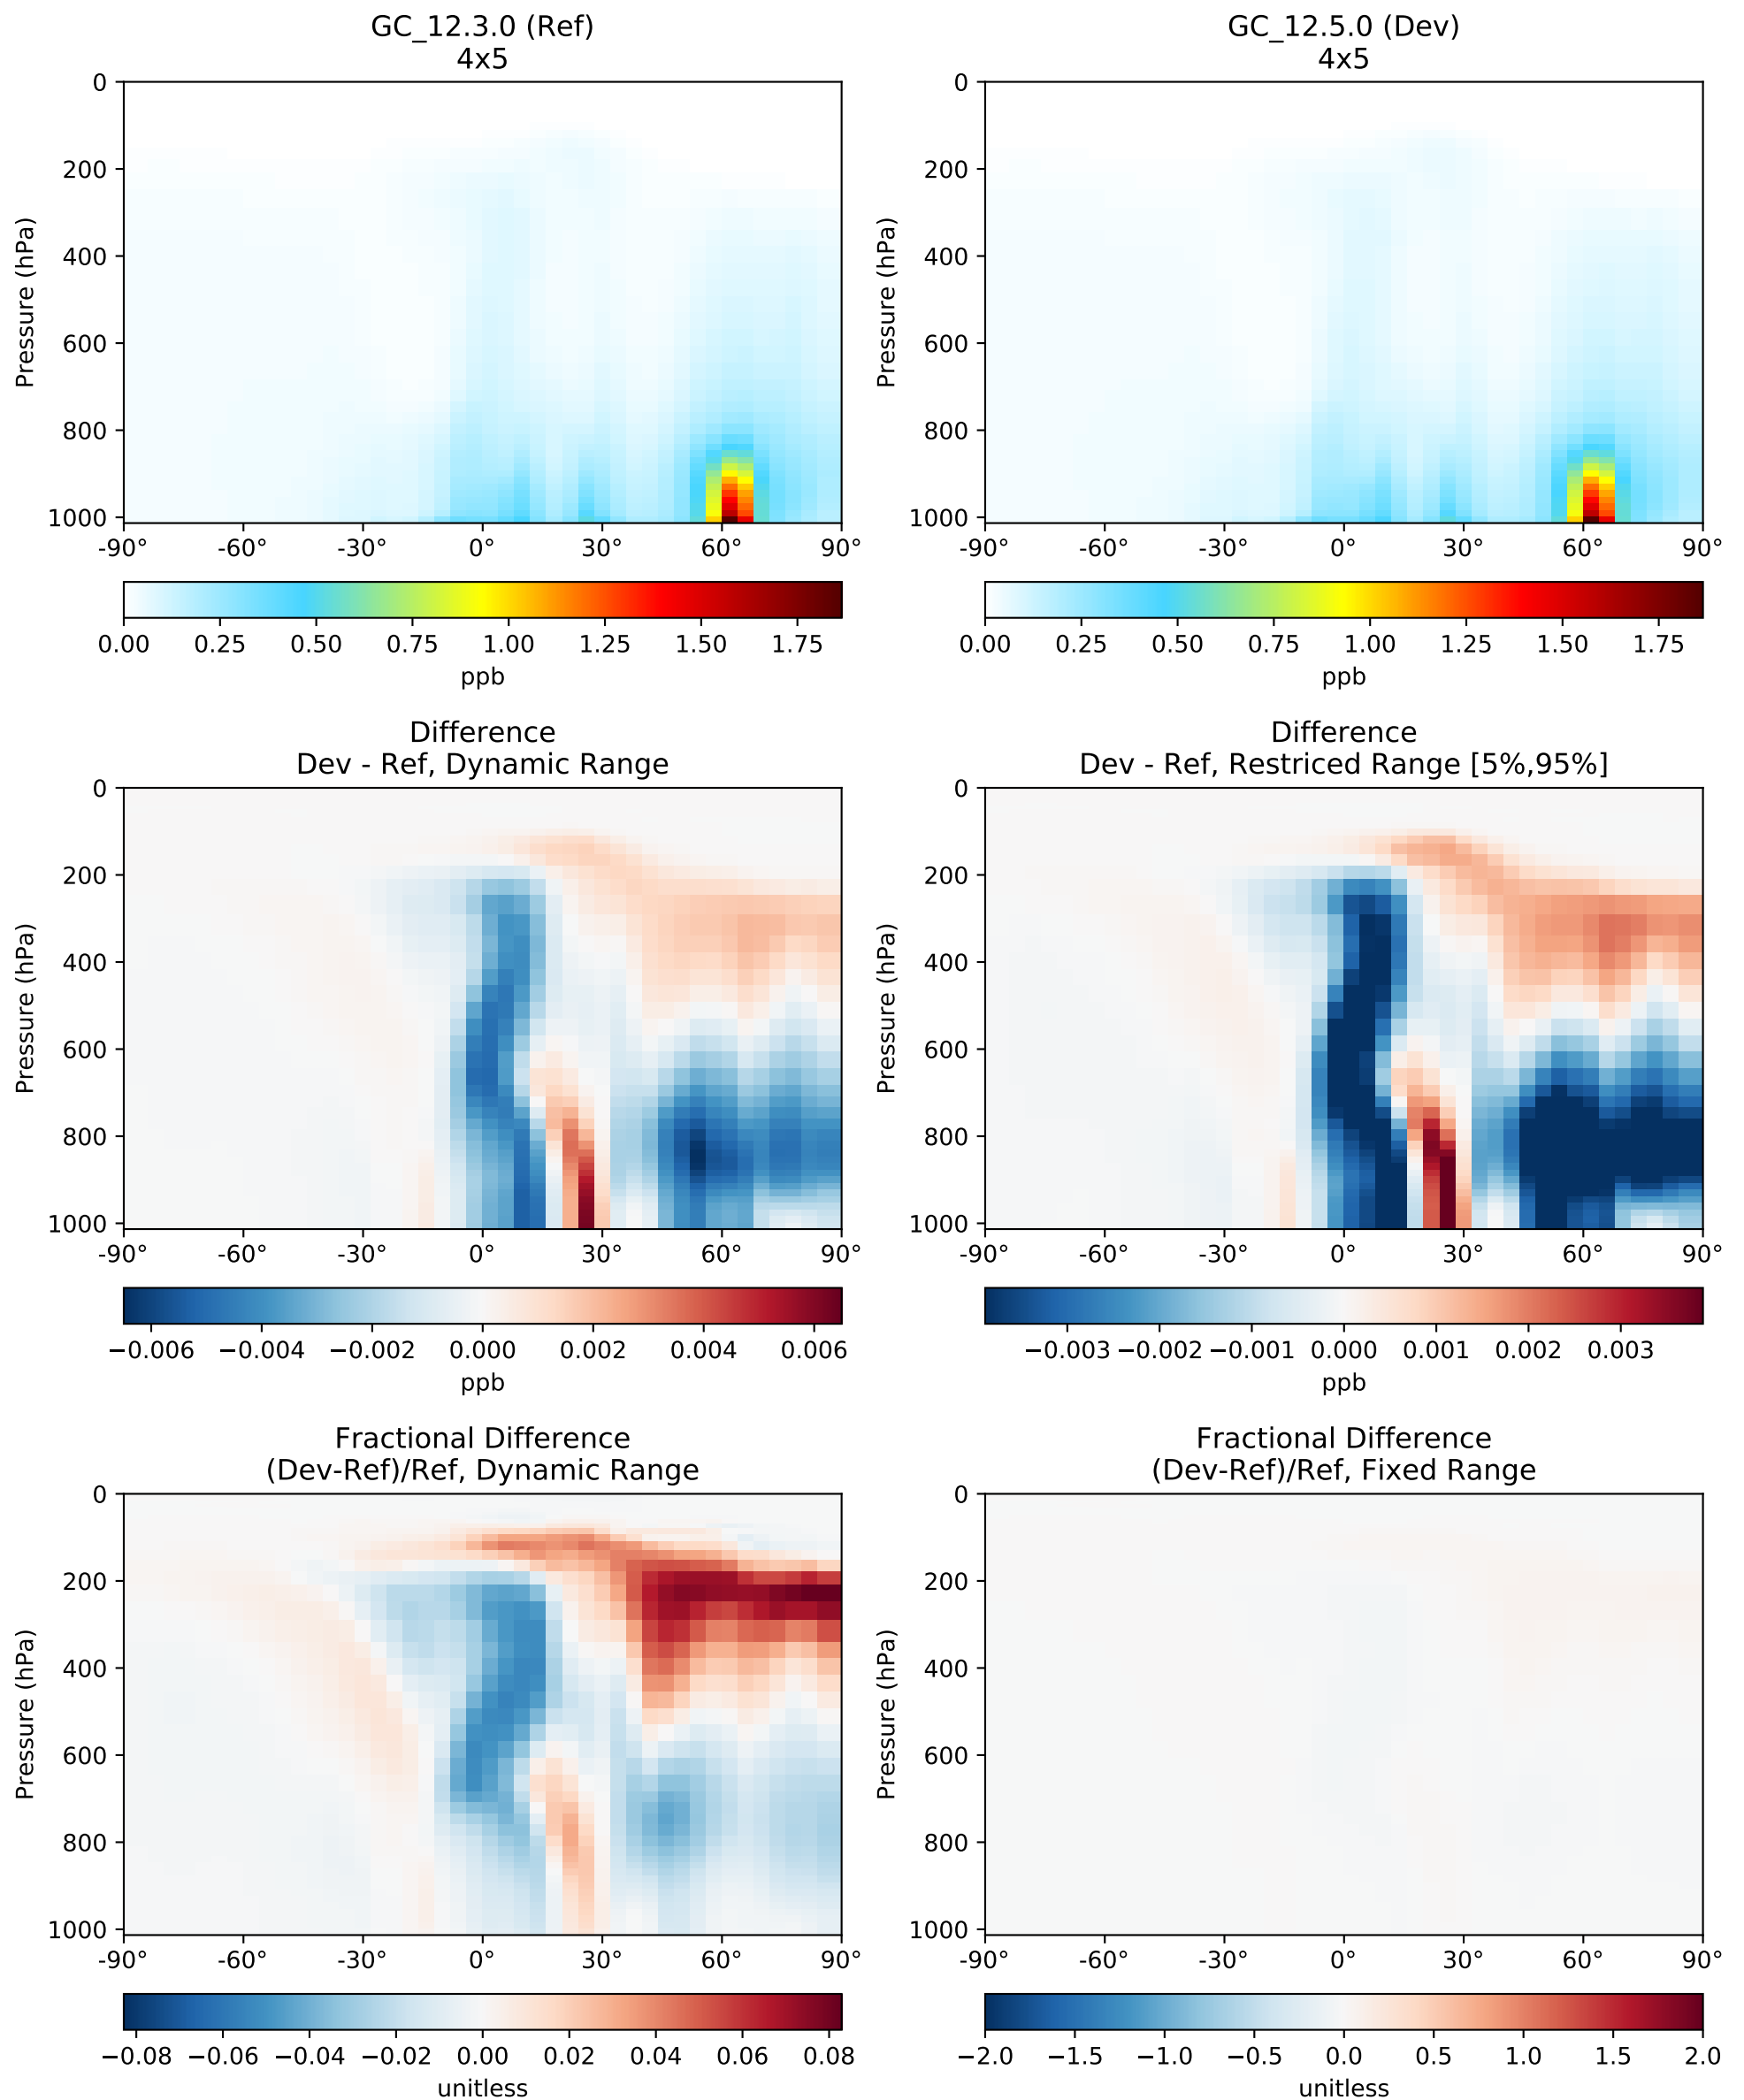 GC_12.3.0 (Ref)
4x5
0
200
400
600
800
1000
Pressure (hPa)
-90° -60° -30° 0° 30° 60° 90°
0.00 0.25 0.50 0.75 1.00 1.25 1.50 1.75
ppb
GC_12.5.0 (Dev)
4x5
0
200
400
600
800
1000
Pressure (hPa)
-90° -60° -30° 0° 30° 60° 90°
0.00 0.25 0.50 0.75 1.00 1.25 1.50 1.75
ppb
Difference
Dev - Ref, Dynamic Range
0
200
400
600
800
1000
Pressure (hPa)
-90° -60° -30° 0° 30° 60° 90°
−0.006 −0.004 −0.002 0.000 0.002 0.004 0.006
ppb
Difference
Dev - Ref, Restriced Range [5%,95%]
0
200
400
600
800
1000
Pressure (hPa)
-90° -60° -30° 0° 30° 60° 90°
−0.003 −0.002 −0.001 0.000 0.001 0.002 0.003
ppb
Fractional Difference
(Dev-Ref)/Ref, Dynamic Range
0
200
400
600
800
1000
Pressure (hPa)
-90° -60° -30° 0° 30° 60° 90°
−0.08 −0.06 −0.04 −0.02 0.00 0.02 0.04 0.06 0.08
unitless
Fractional Difference
(Dev-Ref)/Ref, Fixed Range
0
200
400
600
800
1000
Pressure (hPa)
-90° -60° -30° 0° 30° 60° 90°
−2.0 −1.5 −1.0 −0.5 0.0 0.5 1.0 1.5 2.0
unitless